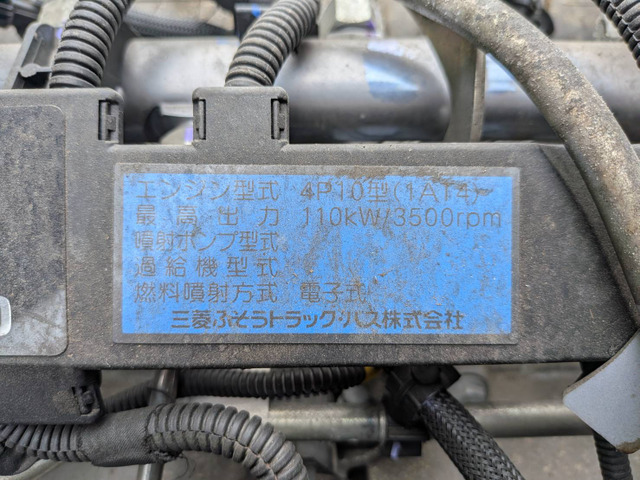 エンジン型式 4P10型(1AT4)
最高出力 110kW/3500rpm
噴射ポンプ型式
過給機型式
燃料噴射方式 電子式
三菱ふそうトラック・バス株式会社